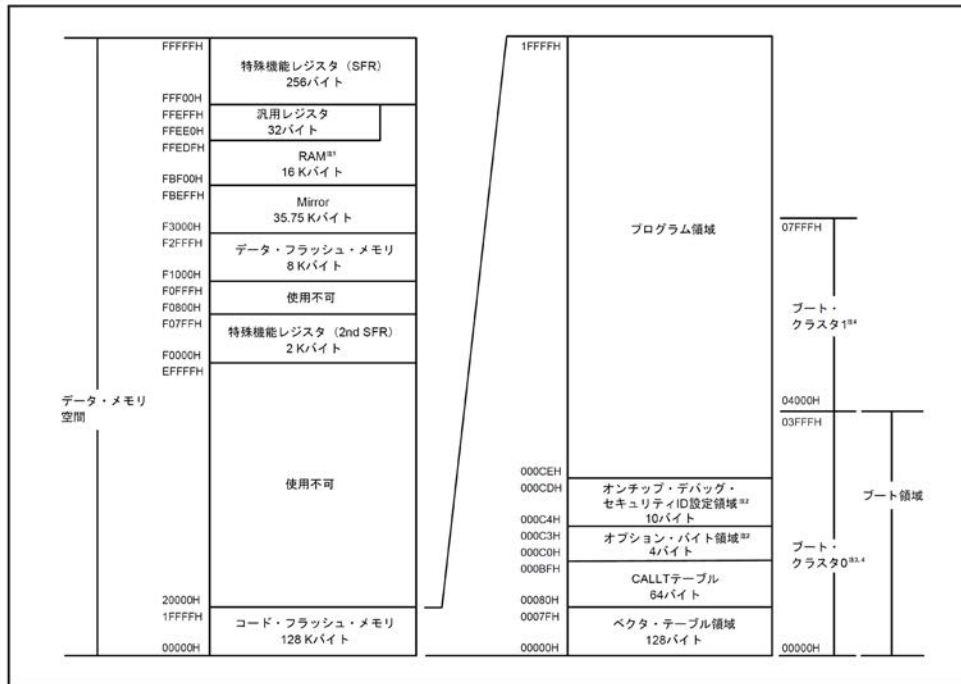 FFFFFH
特殊機能レジスタ（SFR）
256バイト
FFF00H
FFEFFH
汎用レジスタ
32バイト
FFEE0H
FFEDFH
RAM注1
16 Kバイト
FBF00H
FBEFFH
Mirror
35.75 Kバイト
F3000H
F2FFFH
データ・フラッシュ・メモリ
8 Kバイト
F1000H
F0FFFH
使用不可
F0800H
F07FFH
特殊機能レジスタ（2nd SFR）
2 Kバイト
F0000H
EFFFFH
データ・メモリ
空間
使用不可
20000H
1FFFFH
コード・フラッシュ・メモリ
128 Kバイト
00000H
1FFFFH
プログラム領域
000CEH
000CDH
オンチップ・デバッグ・
セキュリティID設定領域注2
10バイト
000C4H
000C3H
オプション・バイト領域注2
4バイト
000C0H
000BFH
CALLTテーブル
64バイト
00080H
0007FH
ベクタ・テーブル領域
128バイト
00000H
07FFFH
ブート・
クラスタ1注4
04000H
03FFFH
ブート領域
ブート・
クラスタ0注3, 4
00000H